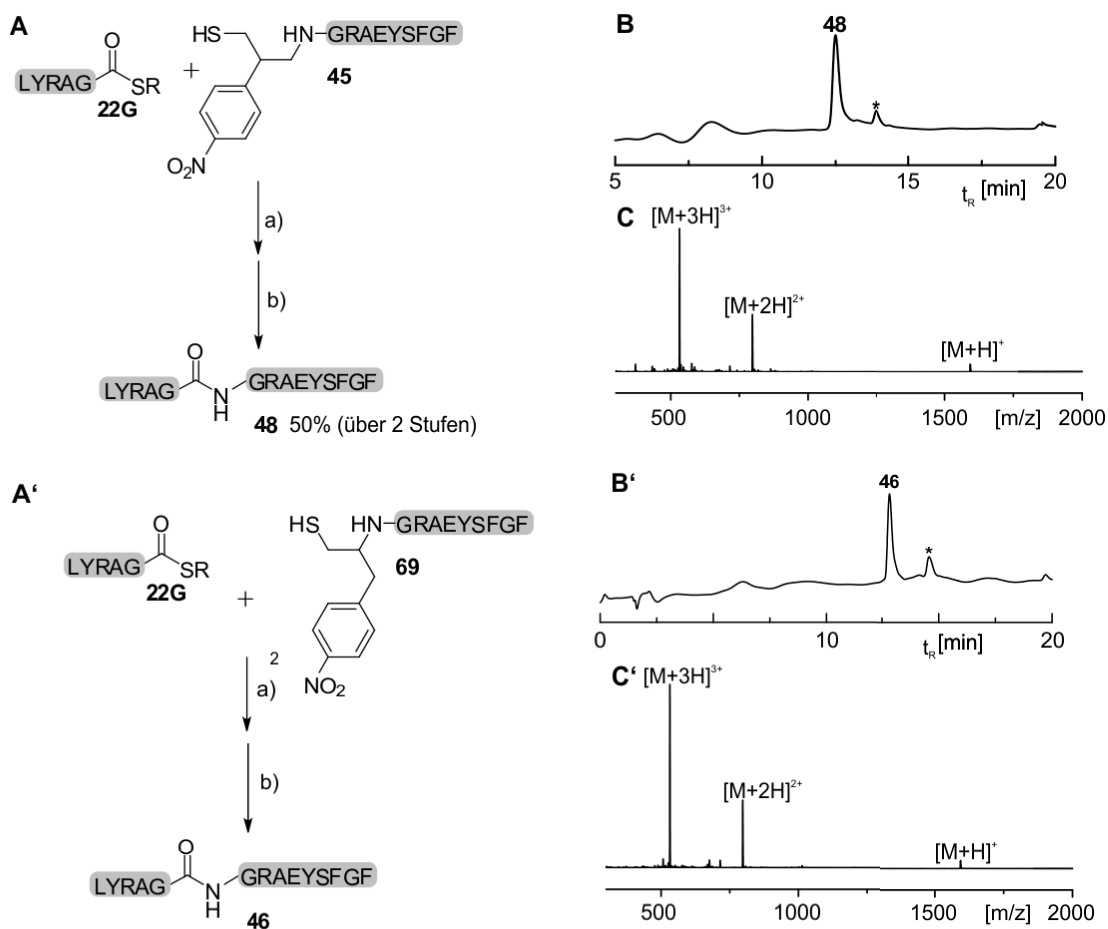 A
O
LYRAG
SR
22G
+
HS
HN
GRAEYSFGF
45
O₂N
a)
b)
O
LYRAG
N
H
GRAEYSFGF
48 50% (über 2 Stufen)
B
48
*
5 10 15 20
tR [min]
C
[M+3H]³⁺
[M+2H]²⁺
[M+H]⁺
500 1000 1500 [m/z] 2000
A‘
O
LYRAG
SR
22G
+
HS
HN
GRAEYSFGF
69
NO₂
2
a)
b)
O
LYRAG
N
H
GRAEYSFGF
46
B‘
46
*
0 10 20
tR [min]
C‘
[M+3H]³⁺
[M+2H]²⁺
[M+H]⁺
500 1000 1500 [m/z] 2000